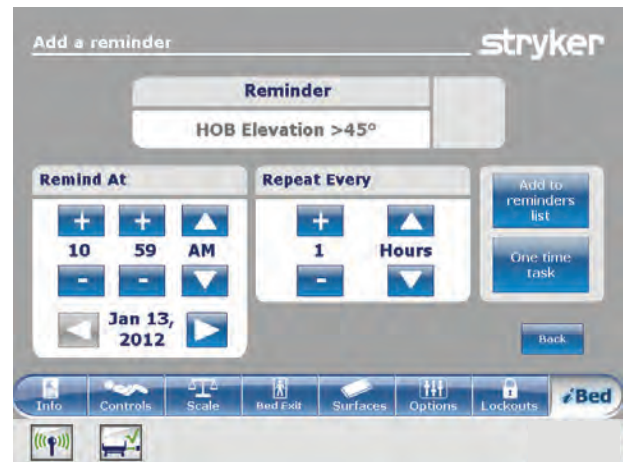 Add a reminder
stryker
Reminder
HOB Elevation >45°
Remind At
+ + 
10 59 AM
- -
Jan 13,
2012
Repeat Every
+
1 Hours
-
Add to
reminders
list
One time
task
Back
Info Controls Scale Bed Exit Surfaces Options Lockouts iBed